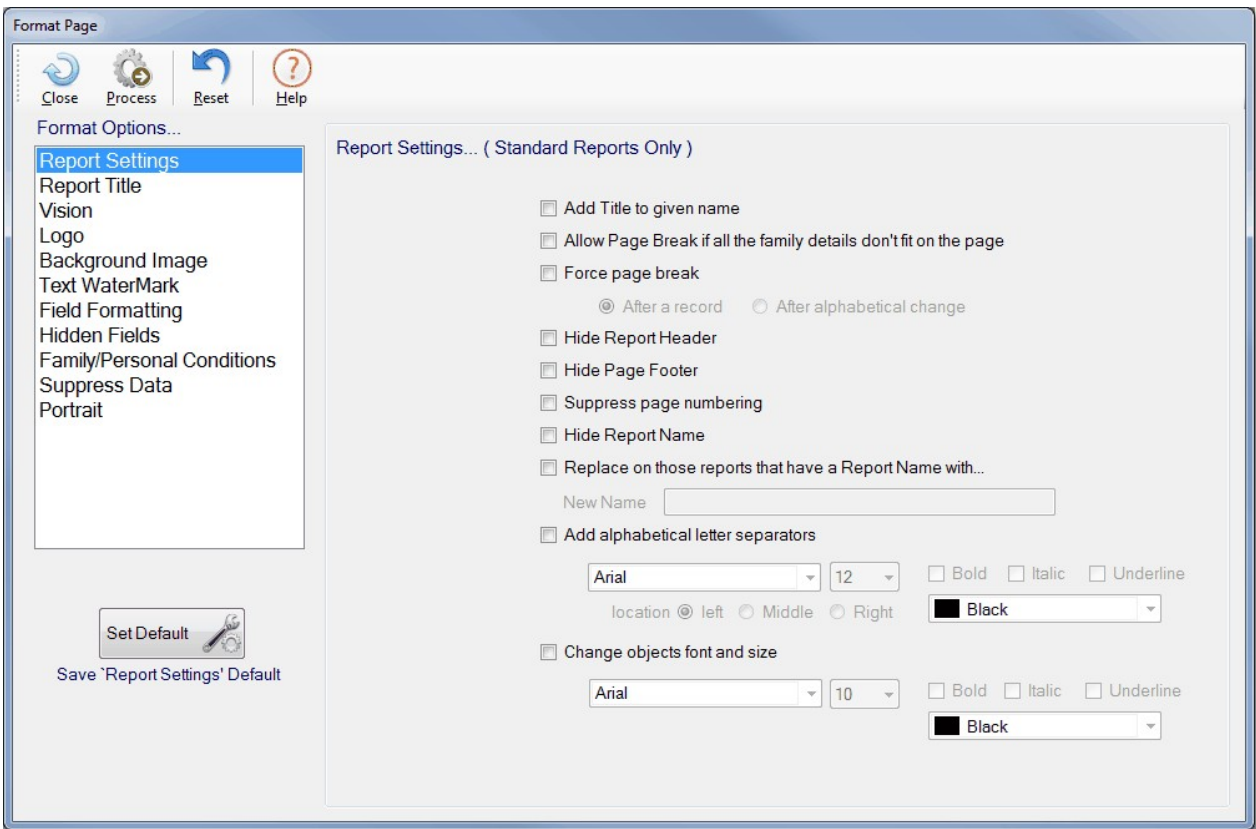 Format Page
Close Process Reset Help
Format Options...
Report Settings
Report Title
Vision
Logo
Background Image
Text WaterMark
Field Formatting
Hidden Fields
Family/Personal Conditions
Suppress Data
Portrait
Set Default
Save `Report Settings' Default
Report Settings... ( Standard Reports Only )
Add Title to given name
Allow Page Break if all the family details don't fit on the page
Force page break
After a record After alphabetical change
Hide Report Header
Hide Page Footer
Suppress page numbering
Hide Report Name
Replace on those reports that have a Report Name with...
New Name
Add alphabetical letter separators
Arial 12 Bold Italic Underline
location left Middle Right Black
Change objects font and size
Arial 10 Bold Italic Underline
Black